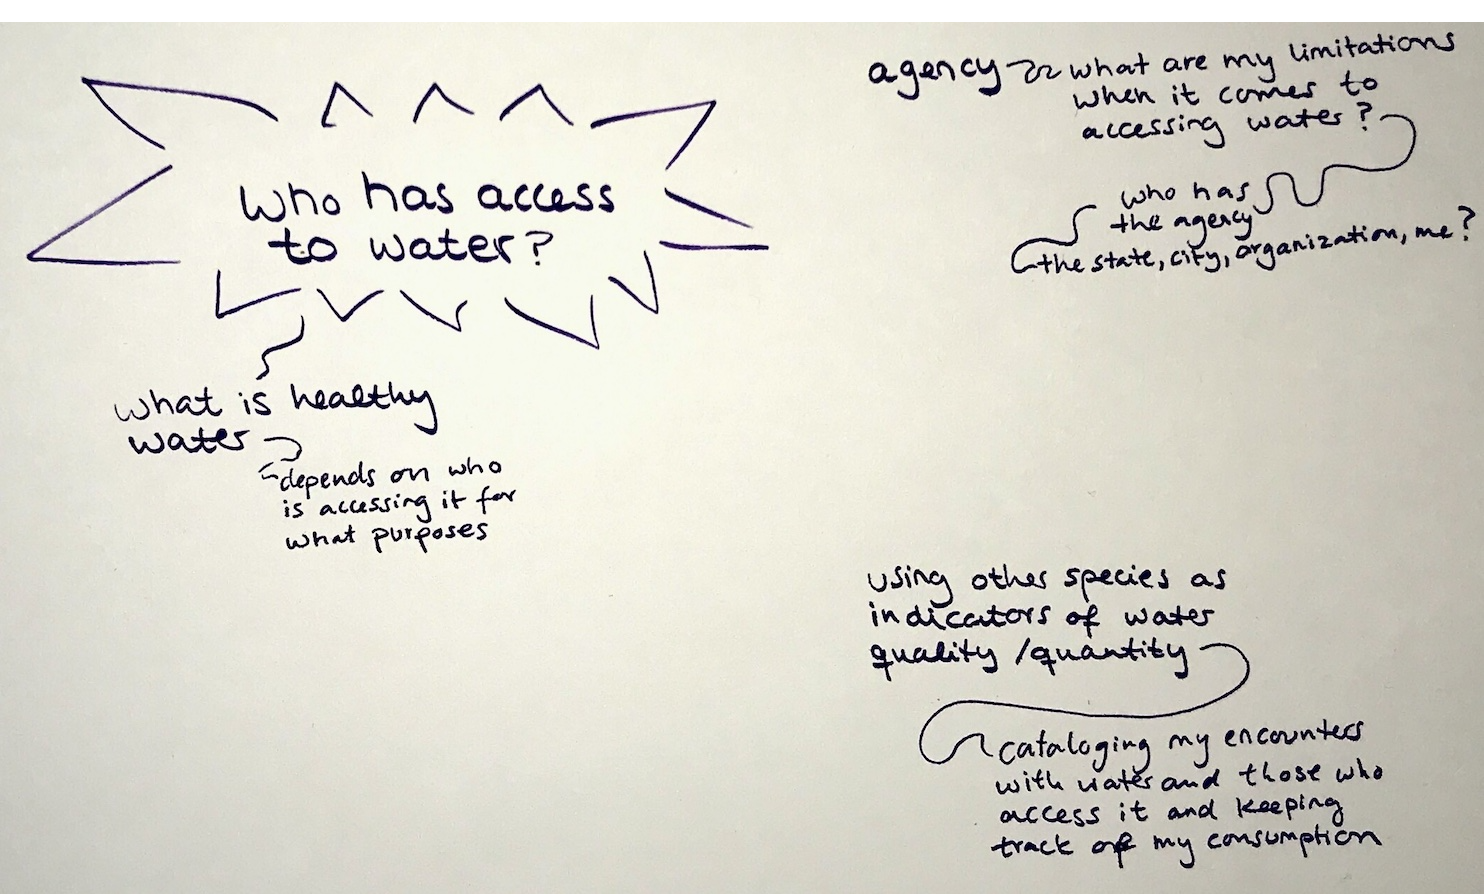 who has access
to water?
what is healthy
water
depends on who
is accessing it for
what purposes
agency
what are my limitations
when it comes to
accessing water?
who has
the agency
the state, city, organization, me?
using other species as
indicators of water
quality/quantity
cataloging my encounters
with water and those who
access it and keeping
track of my consumption